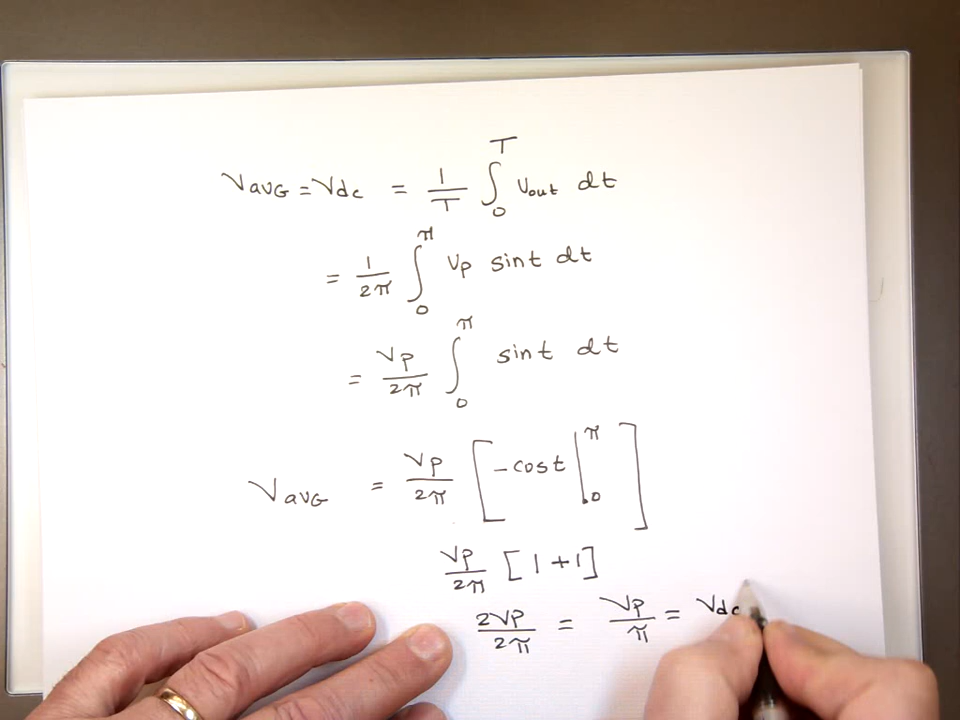 VAVG = Vdc = 1/T ∫₀ᵀ Vout dt
= 1/2π ∫₀^π VP sint dt
= VP/2π ∫₀^π sint dt
VAVG = VP/2π [ -cost |₀^π ]
VP/2π [ 1 + 1 ]
2VP/2π = VP/π = Vdc